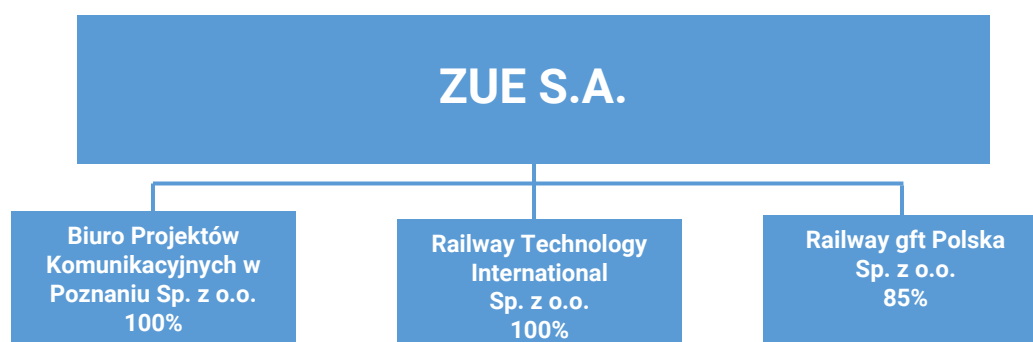 ZUE S.A.
Biuro Projektów
Komunikacyjnych w
Poznaniu Sp. z o.o.
100%
Railway Technology
International
Sp. z o.o.
100%
Railway gft Polska
Sp. z o.o.
85%